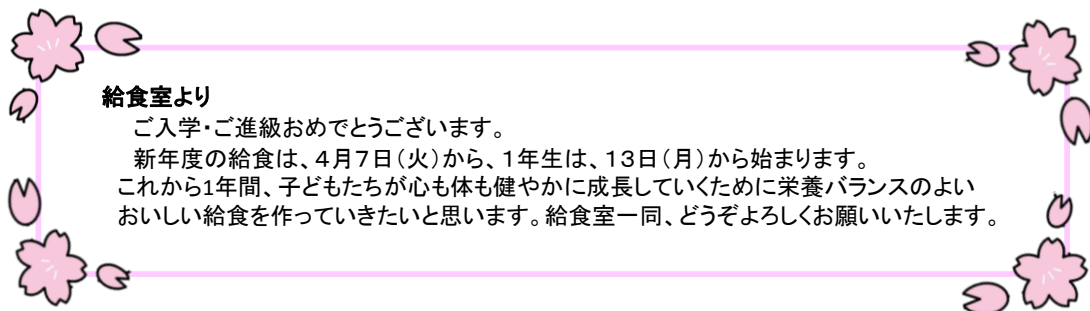 給食室より
ご入学・ご進級おめでとうございます。
新年度の給食は、4月7日(火)から、1年生は、13日(月)から始まります。
これから1年間、子どもたちが心も体も健やかに成長していくために栄養バランスのよい
おいしい給食を作っていきたいと思います。給食室一同、どうぞよろしくお願いいたします。